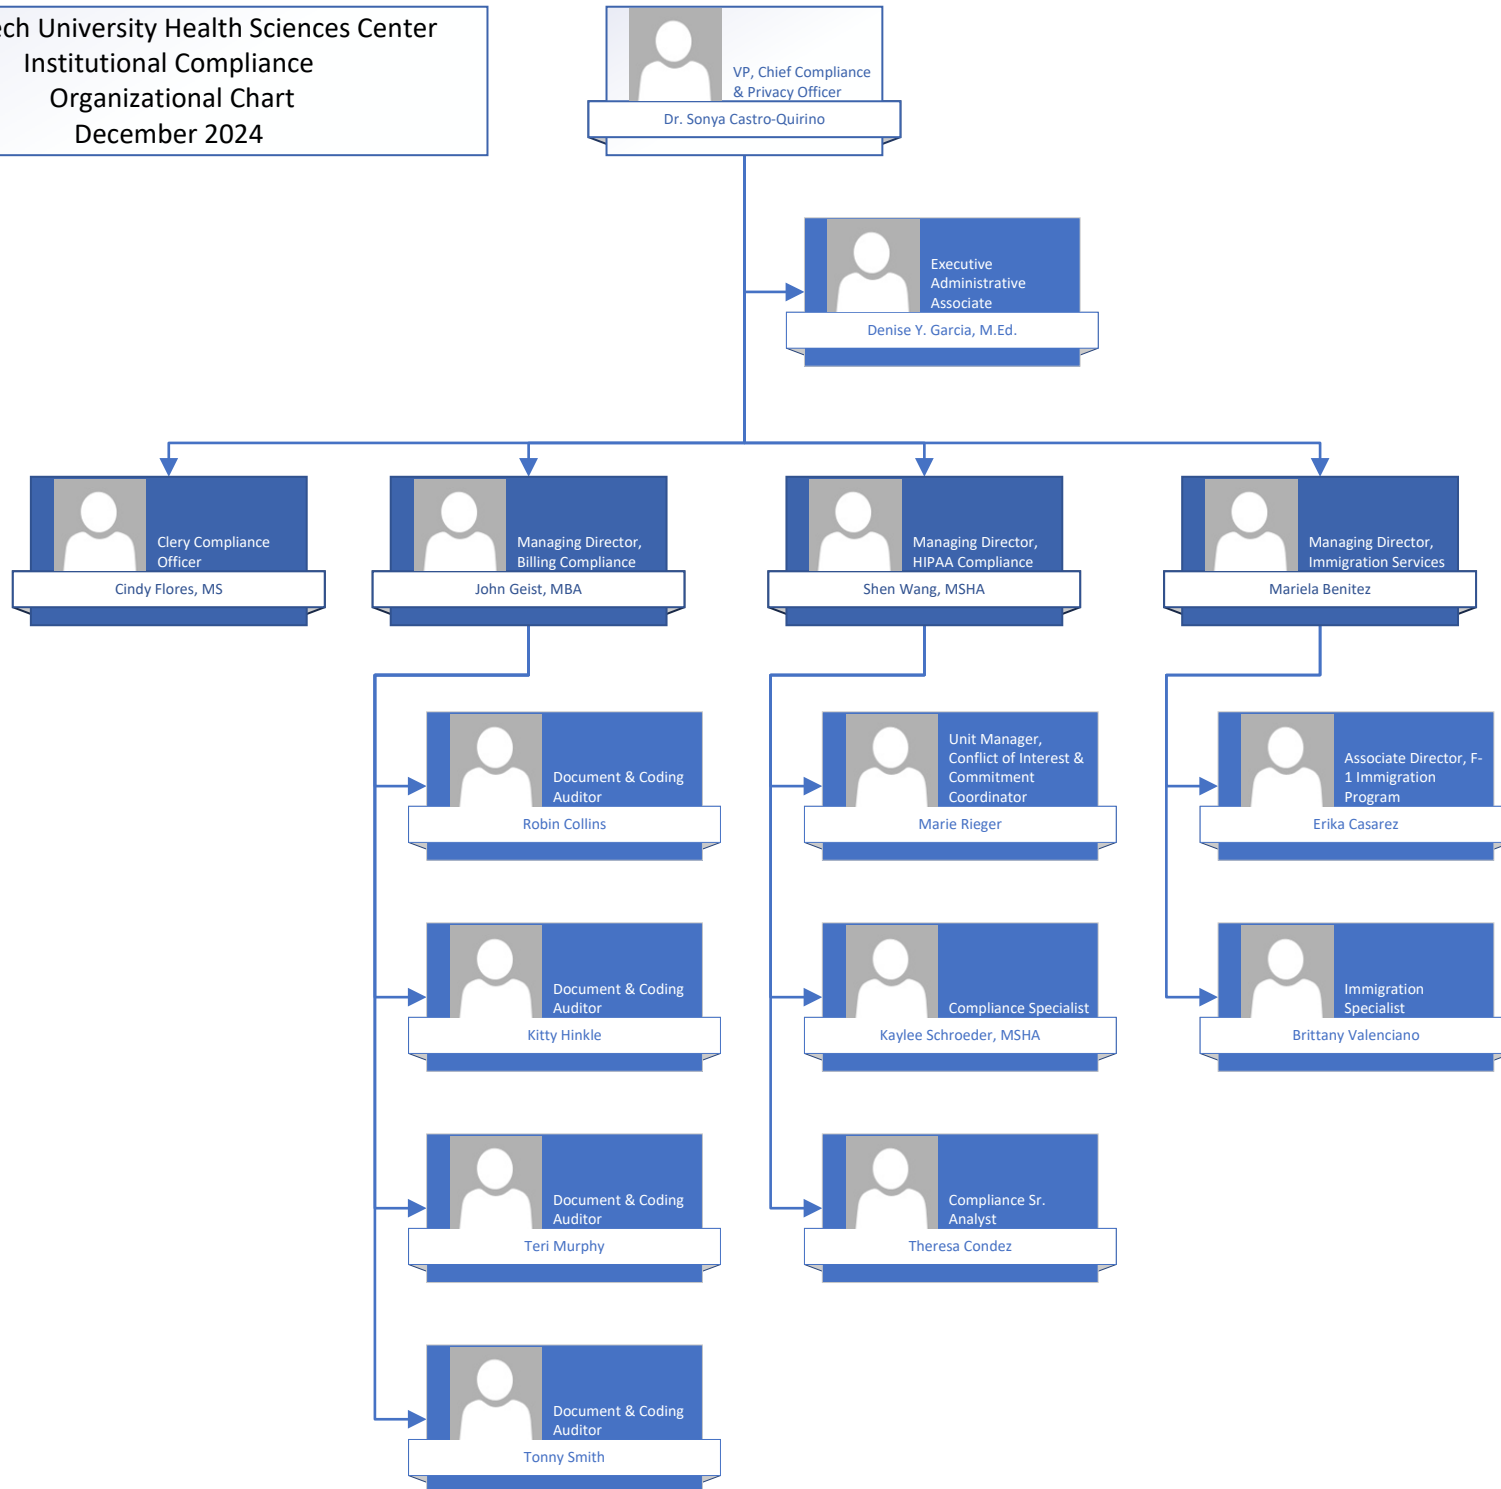 University Health Sciences Center
Institutional Compliance
Organizational Chart
December 2024
VP, Chief Compliance
& Privacy Officer
Dr. Sonya Castro-Quirino
Executive
Administrative
Associate
Denise Y. Garcia, M.Ed.
Clery Compliance
Officer
Cindy Flores, MS
Managing Director,
Billing Compliance
John Geist, MBA
Managing Director,
HIPAA Compliance
Shen Wang, MSHA
Managing Director,
Immigration Services
Mariela Benitez
Document & Coding
Auditor
Robin Collins
Unit Manager,
Conflict of Interest &
Commitment
Coordinator
Marie Rieger
Associate Director, F-
1 Immigration
Program
Erika Casarez
Document & Coding
Auditor
Kitty Hinkle
Compliance Specialist
Kaylee Schroeder, MSHA
Immigration
Specialist
Brittany Valenciano
Document & Coding
Auditor
Teri Murphy
Compliance Sr.
Analyst
Theresa Condez
Document & Coding
Auditor
Tonny Smith